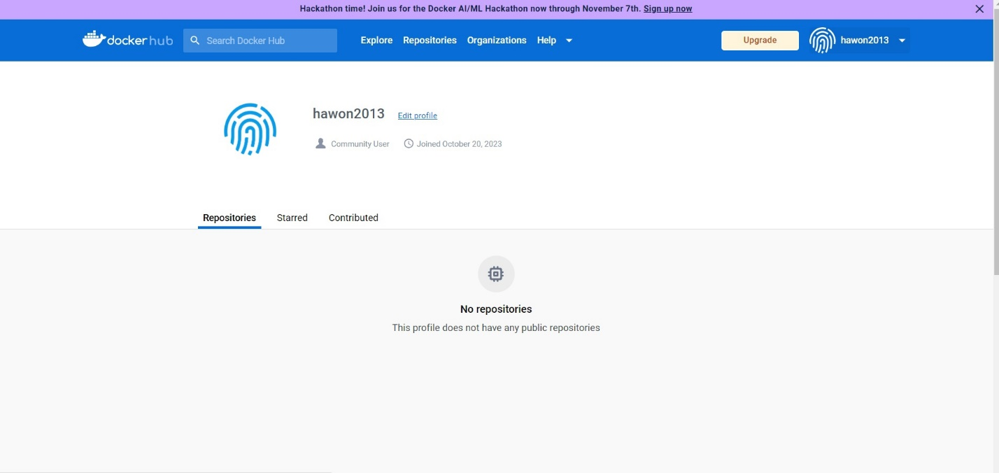 Hackathon time! Join us for the Docker AI/ML Hackathon now through November 7th. Sign up now
dockerhub Search Docker Hub Explore Repositories Organizations Help Upgrade hawon2013
hawon2013 Edit profile
Community User Joined October 20, 2023
Repositories Starred Contributed
No repositories
This profile does not have any public repositories